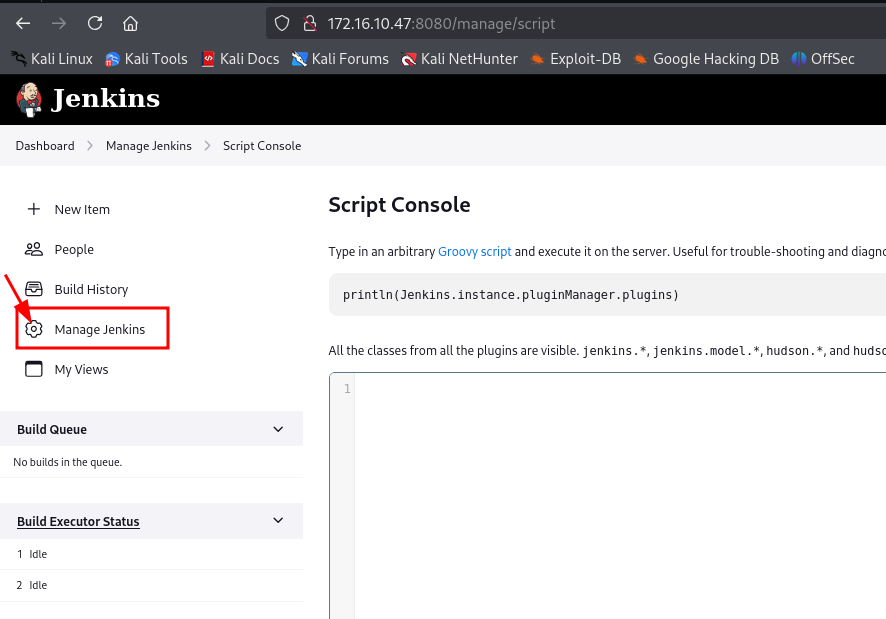 172.16.10.47:8080/manage/script
Kali Linux Kali Tools Kali Docs Kali Forums Kali NetHunter Exploit-DB Google Hacking DB OffSec
Jenkins
Dashboard Manage Jenkins Script Console
New Item
People
Build History
Manage Jenkins
My Views
Build Queue
No builds in the queue.
Build Executor Status
1 Idle
2 Idle
Script Console
Type in an arbitrary Groovy script and execute it on the server. Useful for trouble-shooting and
println(Jenkins.instance.pluginManager.plugins)
All the classes from all the plugins are visible. jenkins.*, jenkins.model.*, hudson.*, and
1